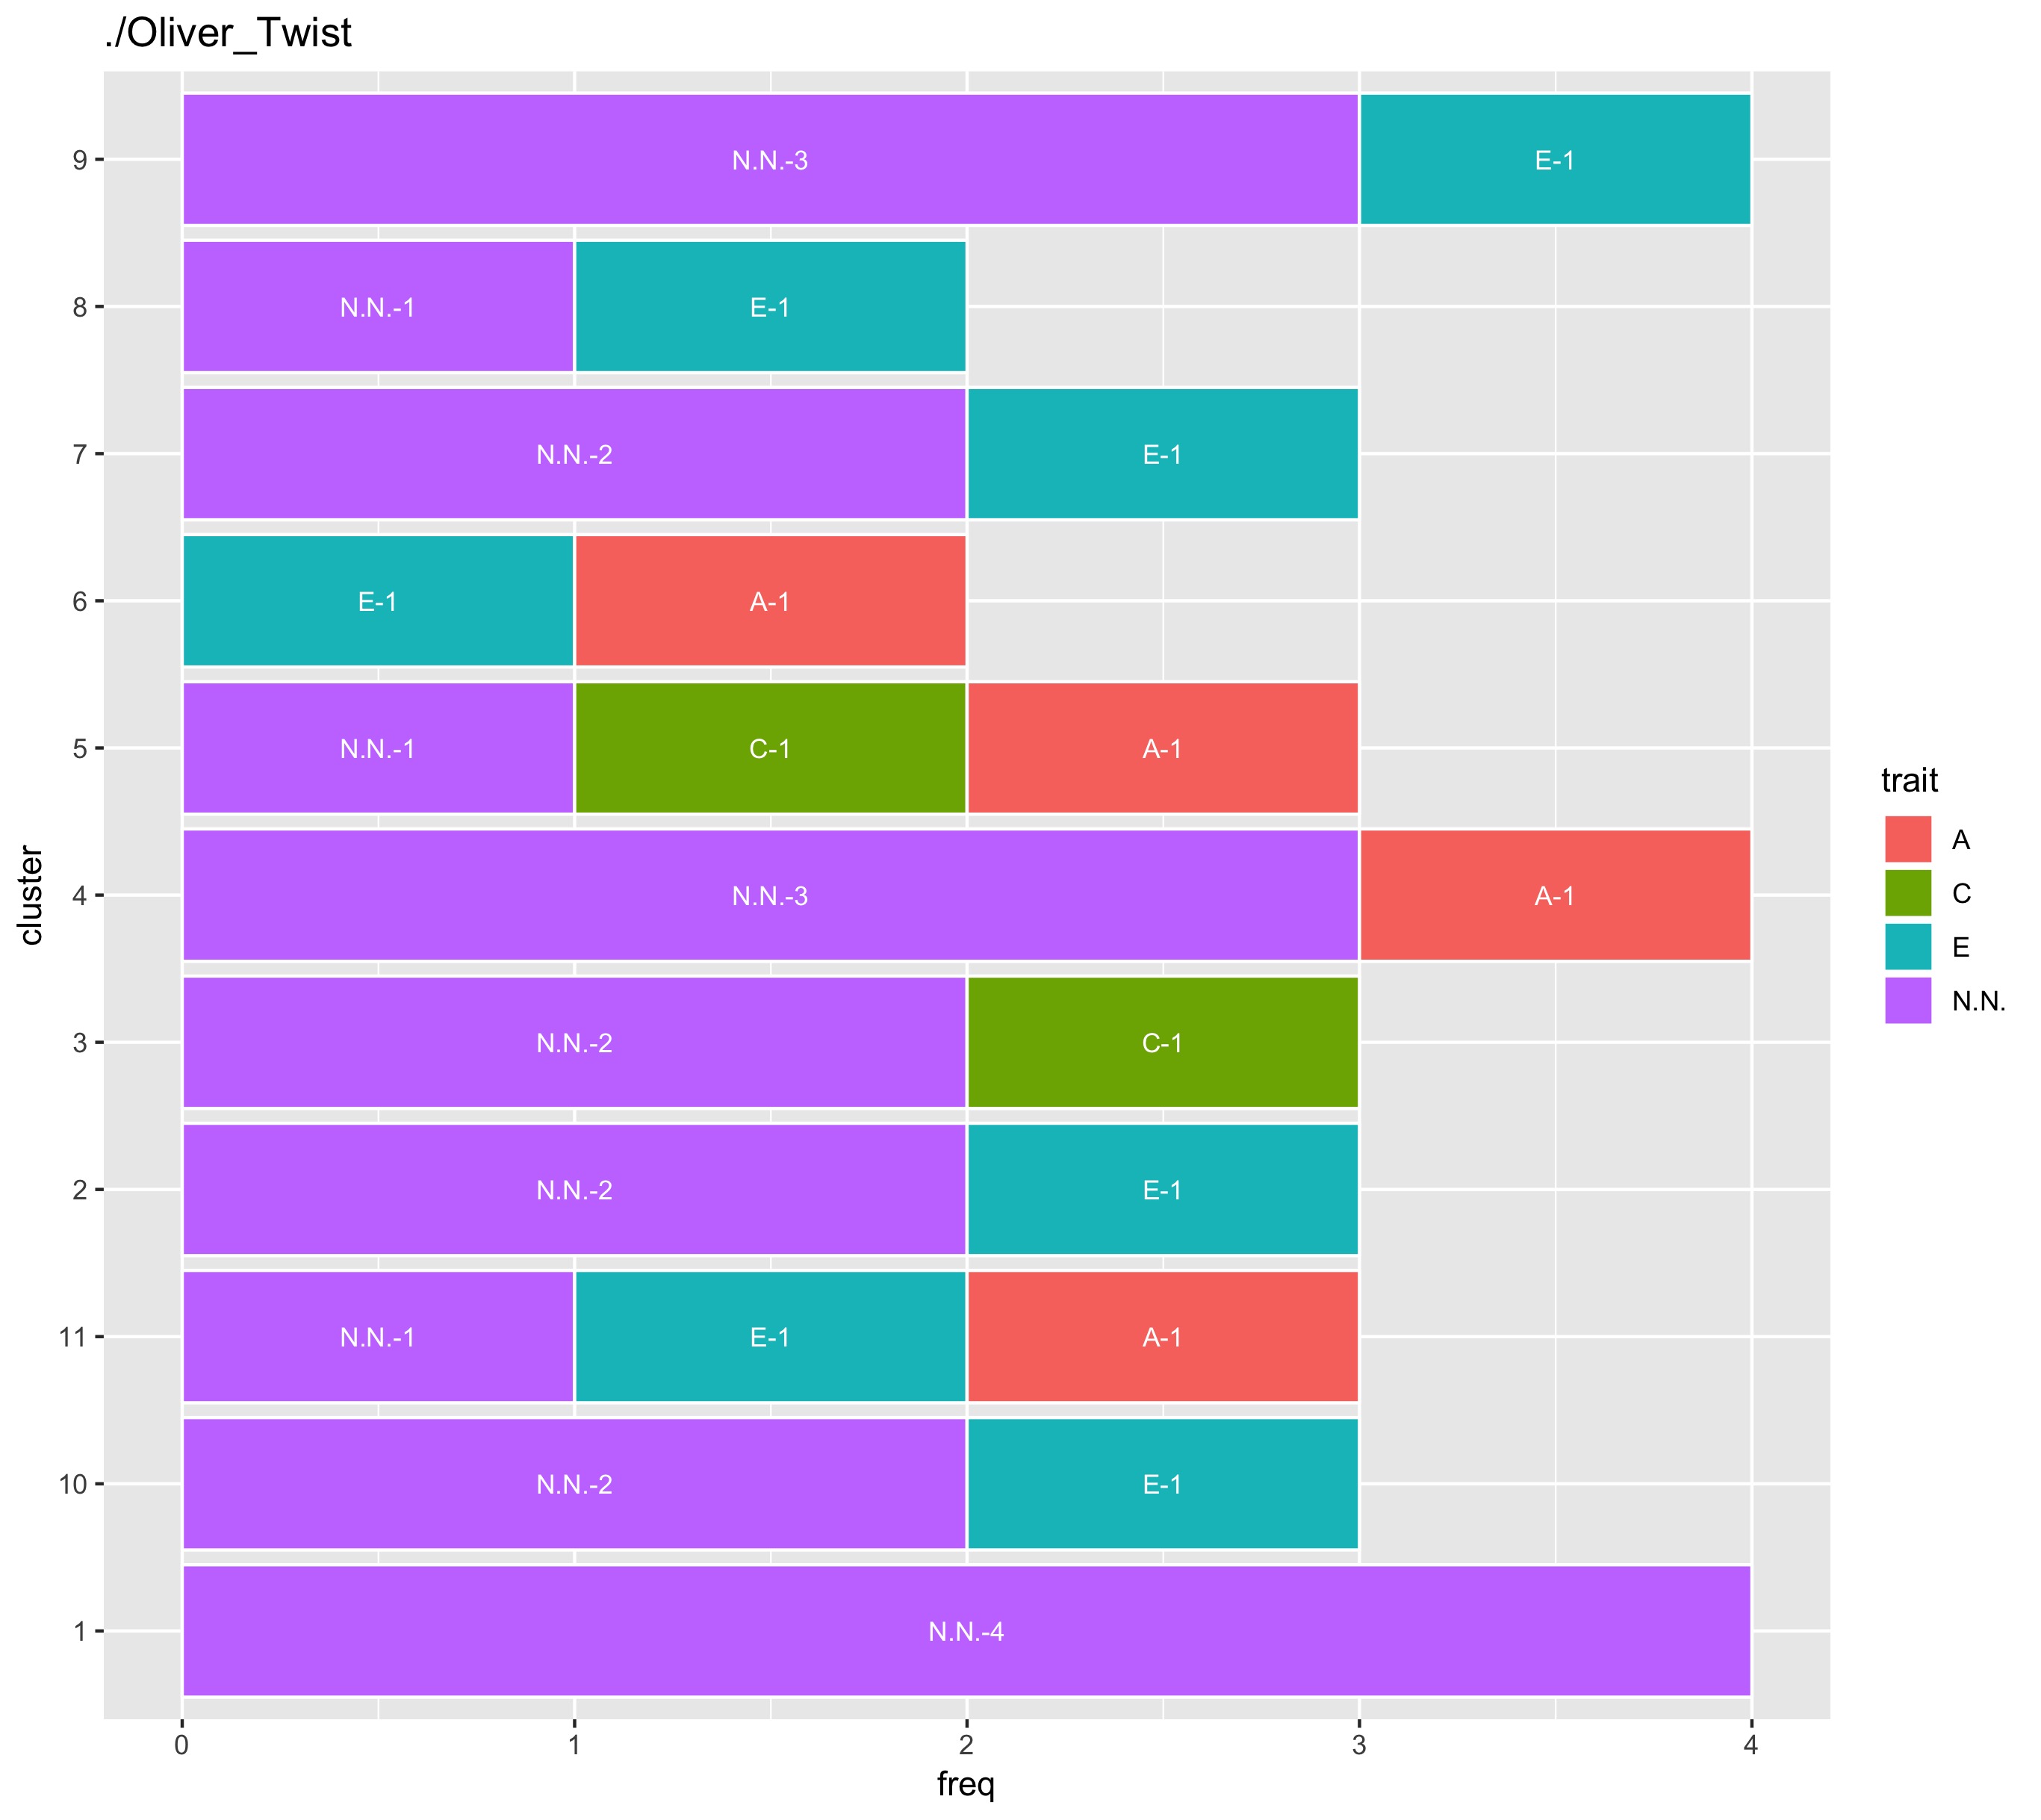 ./Oliver_Twist
cluster
9
N.N.-3 E-1
8
N.N.-1 E-1
7
N.N.-2 E-1
6
E-1 A-1
5
N.N.-1 C-1 A-1
4
N.N.-3 A-1
3
N.N.-2 C-1
2
N.N.-2 E-1
11
N.N.-1 E-1 A-1
10
N.N.-2 E-1
1
N.N.-4
0 1 2 3 4
freq
trait
A
C
E
N.N.